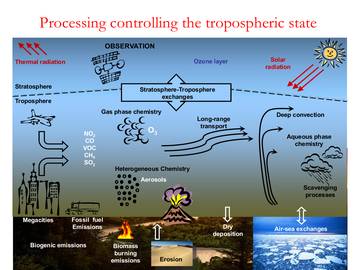 Processing controlling the tropospheric state
OBSERVATION
Thermal radiation
Ozone layer
Solar
radiation
Stratosphere
Stratosphere-Troposphere
exchanges
Troposphere
Gas phase chemistry
Long-range
transport
Deep convection
O3
NOx
CO
VOC
CH4
SO2
Aqueous phase
chemistry
Heterogeneous Chemistry
Aerosols
Scavenging
processes
Megacities
Fossil fuel
Emissions
Dry
deposition
Air-sea exchanges
Biogenic emissions
Biomass
burning
emissions
Erosion